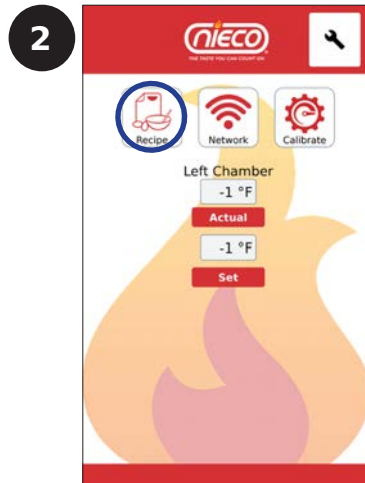 2
nieco
THE TASTE YOU CAN COUNT ON
Recipe
Network
Calibrate
Left Chamber
-1 °F
Actual
-1 °F
Set